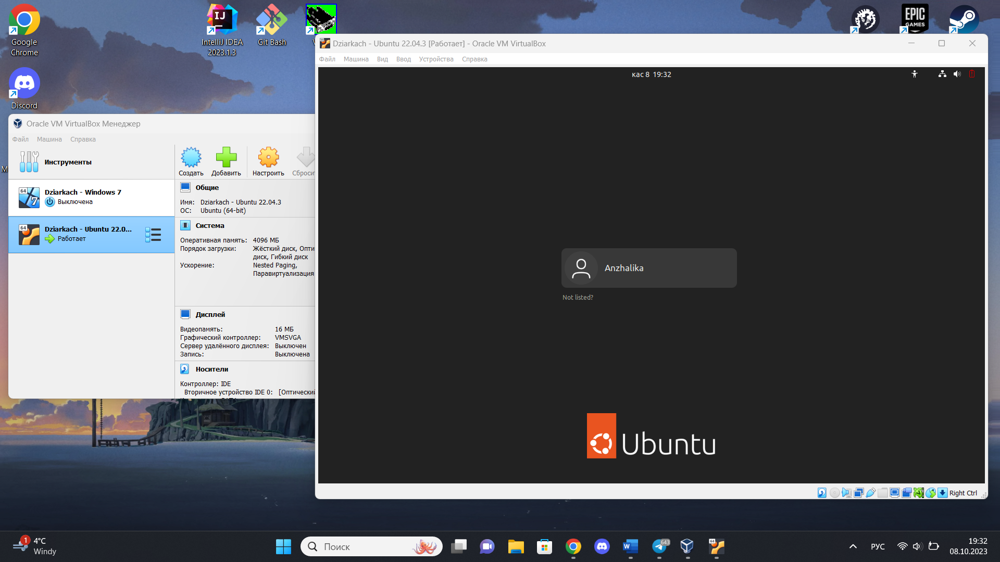 Google
Chrome
IntelliJ IDEA
2023.1.3
Git Bash
EPIC
GAMES
Discord
Dziarkach - Ubuntu 22.04.3 [Работает] - Oracle VM VirtualBox
Файл Машина Вид Ввод Устройства Справка
кас 8 19:32
Anzhalika
Not listed?
Ubuntu
Right Ctrl
Oracle VM VirtualBox Менеджер
Файл Машина Справка
Инструменты
Создать Добавить Настроить Сбросит
64
Dziarkach - Windows 7
Выключена
64
Dziarkach - Ubuntu 22.0...
Работает
Общие
Имя: Dziarkach - Ubuntu 22.04.3
ОС: Ubuntu (64-bit)
Система
Оперативная память: 4096 МБ
Порядок загрузки: Жёсткий диск, Опти
диск, Гибкий диск
Ускорение: Nested Paging,
Паравиртуализация
Дисплей
Видеопамять: 16 МБ
Графический контроллер: VMSVGA
Сервер удалённого дисплея: Выключен
Запись: Выключена
Носители
Контроллер: IDE
Вторичное устройство IDE 0: [Оптический
1
4°C
Windy
Поиск
643
РУС
19:32
08.10.2023